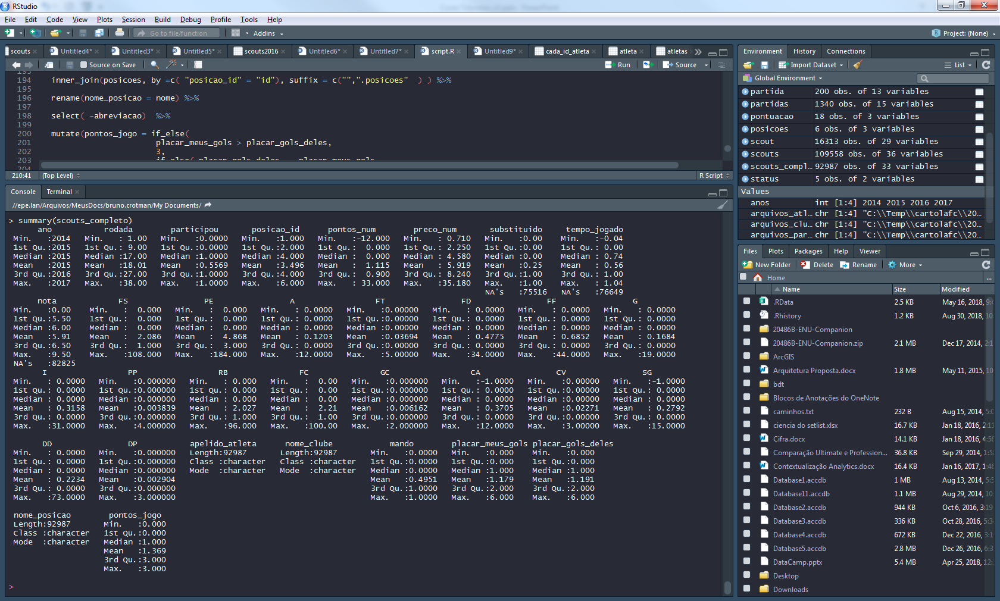 RStudio
File Edit Code View Plots Session Build Debug Profile Tools Help
Go to file/function Addins Project: (None)
scouts Untitled4* Untitled3* Untitled5* scouts2016 Untitled6* Untitled7* script.R Untitled9* cada_id_atleta atleta atletas
Source on Save Run Source
193
194 inner_join(posicoes, by =c( "posicao_id" = "id"), suffix = c("",".posicoes" ) ) %>%
195
196 rename(nome_posicao = nome) %>%
197
198 select( -abreviacao) %>%
199
200 mutate(pontos_jogo = if_else(
201 placar_meus_gols > placar_gols_deles,
202 3,
203 if_else( placar_gols_deles placar_meus_gols
204
210:41 (Top Level) R Script
Console Terminal
//epe.lan/Arquivos/MeusDocs/bruno.crotman/My Documents/
> summary(scouts_completo)
ano rodada participou posicao_id pontos_num preco_num substituido tempo_jogado
Min. :2014 Min. : 1.00 Min. :0.0000 Min. :1.000 Min. :-12.000 Min. : 0.710 Min. :0.00 Min. :-0.04
1st Qu.:2015 1st Qu.: 9.00 1st Qu.:0.0000 1st Qu.:2.000 1st Qu.: 0.000 1st Qu.: 2.250 1st Qu.:0.00 1st Qu.: 0.00
Median :2015 Median :17.00 Median :1.0000 Median :4.000 Median : 0.000 Median : 4.580 Median :0.00 Median : 0.74
Mean :2015 Mean :18.01 Mean :0.5569 Mean :3.496 Mean : 1.115 Mean : 5.919 Mean :0.25 Mean : 0.56
3rd Qu.:2016 3rd Qu.:27.00 3rd Qu.:1.0000 3rd Qu.:4.000 3rd Qu.: 0.900 3rd Qu.: 8.240 3rd Qu.:1.00 3rd Qu.: 1.00
Max. :2017 Max. :38.00 Max. :1.0000 Max. :6.000 Max. : 33.000 Max. :35.180 Max. :1.00 Max. : 1.04
NA's :75516 NA's :76649
nota FS PE A FT FD FF G
Min. :0.00 Min. : 0.000 Min. : 0.000 Min. : 0.0000 Min. :0.00000 Min. : 0.0000 Min. : 0.0000 Min. : 0.0000
1st Qu.:5.50 1st Qu.: 0.000 1st Qu.: 0.000 1st Qu.: 0.0000 1st Qu.:0.00000 1st Qu.: 0.0000 1st Qu.: 0.0000 1st Qu.: 0.0000
Median :6.00 Median : 0.000 Median : 0.000 Median : 0.0000 Median :0.00000 Median : 0.0000 Median : 0.0000 Median : 0.0000
Mean :5.91 Mean : 2.086 Mean : 4.868 Mean : 0.1203 Mean :0.03694 Mean : 0.4775 Mean : 0.6852 Mean : 0.1684
3rd Qu.:6.50 3rd Qu.: 1.000 3rd Qu.: 3.000 3rd Qu.: 0.0000 3rd Qu.:0.00000 3rd Qu.: 0.0000 3rd Qu.: 0.0000 3rd Qu.: 0.0000
Max. :9.50 Max. :108.000 Max. :184.000 Max. :12.0000 Max. :5.00000 Max. :34.0000 Max. :44.0000 Max. :19.0000
NA's :82825
I PP RB FC GC CA CV SG
Min. : 0.0000 Min. :0.000000 Min. : 0.000 Min. : 0.00 Min. :0.000000 Min. :-1.0000 Min. :0.00000 Min. :-1.0000
1st Qu.: 0.0000 1st Qu.:0.000000 1st Qu.: 0.000 1st Qu.: 0.00 1st Qu.:0.000000 1st Qu.: 0.0000 1st Qu.:0.00000 1st Qu.: 0.0000
Median : 0.0000 Median :0.000000 Median : 0.000 Median : 0.00 Median :0.000000 Median : 0.0000 Median :0.00000 Median : 0.0000
Mean : 0.3158 Mean :0.003839 Mean : 2.027 Mean : 2.21 Mean :0.006162 Mean : 0.3705 Mean :0.02271 Mean : 0.2792
3rd Qu.: 0.0000 3rd Qu.:0.000000 3rd Qu.: 1.000 3rd Qu.: 1.00 3rd Qu.:0.000000 3rd Qu.: 0.0000 3rd Qu.:0.00000 3rd Qu.: 0.0000
Max. :31.0000 Max. :4.000000 Max. :96.000 Max. :100.00 Max. :2.000000 Max. :12.0000 Max. :3.00000 Max. :15.0000
DD DP apelido_atleta nome_clube mando placar_meus_gols placar_gols_deles
Min. : 0.0000 Min. :0.000000 Length:92987 Length:92987 Min. :0.0000 Min. :0.000 Min. :0.000
1st Qu.: 0.0000 1st Qu.:0.000000 Class :character Class :character 1st Qu.:0.0000 1st Qu.:0.000 1st Qu.:0.000
Median : 0.0000 Median :0.000000 Mode :character Mode :character Median :0.0000 Median :1.000 Median :1.000
Mean : 0.2234 Mean :0.002904 Mean :0.4951 Mean :1.179 Mean :1.191
3rd Qu.: 0.0000 3rd Qu.:0.000000 3rd Qu.:1.0000 3rd Qu.:2.000 3rd Qu.:2.000
Max. :73.0000 Max. :3.000000 Max. :1.0000 Max. :6.000 Max. :6.000
nome_posicao pontos_jogo
Length:92987 Min. :0.000
Class :character 1st Qu.:0.000
Mode :character Median :1.000
Mean :1.369
3rd Qu.:3.000
Max. :3.000
>
Environment History Connections
Import Dataset List
Global Environment
partida 200 obs. of 13 variables
partidas 1340 obs. of 15 variables
pontuacao 18 obs. of 3 variables
posicoes 6 obs. of 3 variables
scout 16313 obs. of 29 variables
scouts 109558 obs. of 36 variables
scouts_compl… 92987 obs. of 33 variables
status 5 obs. of 2 variables
Values
anos int [1:4] 2014 2015 2016 2017
arquivos_atl… chr [1:4] "C:\\Temp\\cartolafc\\20…
arquivos_clu… chr [1:4] "C:\\Temp\\cartolafc\\20…
arquivos_par… chr [1:4] "C:\\Temp\\cartolafc\\20…
Files Plots Packages Help Viewer
New Folder Delete Rename More
Home ...
Name Size Modified
.RData 2.5 KB May 16, 2018, 9:4
.Rhistory 1.2 KB Aug 30, 2018, 10
20486B-ENU-Companion
20486B-ENU-Companion.zip 2.1 MB Dec 17, 2014, 2:1
ArcGIS
Arquitetura Proposta.docx 1.8 MB May 11, 2015, 10
bdt
Blocos de Anotações do OneNote
caminhos.txt 232 B Aug 15, 2014, 5:0
ciencia do setlist.xlsx 16.7 KB Jan 18, 2016, 2:11
Cifra.docx 14.1 KB Jan 18, 2016, 4:56
Comparação Ultimate e Profession... 36.8 KB Sep 29, 2014, 1:5
Contextualização Analytics.docx 16.4 KB Jan 16, 2017, 1:46
Database1.accdb 1 MB Aug 13, 2014, 5:5
Database11.accdb 1.1 MB Aug 29, 2014, 10:
Database2.accdb 944 KB Oct 6, 2016, 3:19
Database3.accdb 336 KB Oct 28, 2016, 5:34
Database4.accdb 672 KB Dec 22, 2016, 3:1
Database5.accdb 2.8 MB Dec 26, 2016, 6:3
DataCamp.pptx 5.4 MB Apr 25, 2018, 12:
Desktop
Downloads